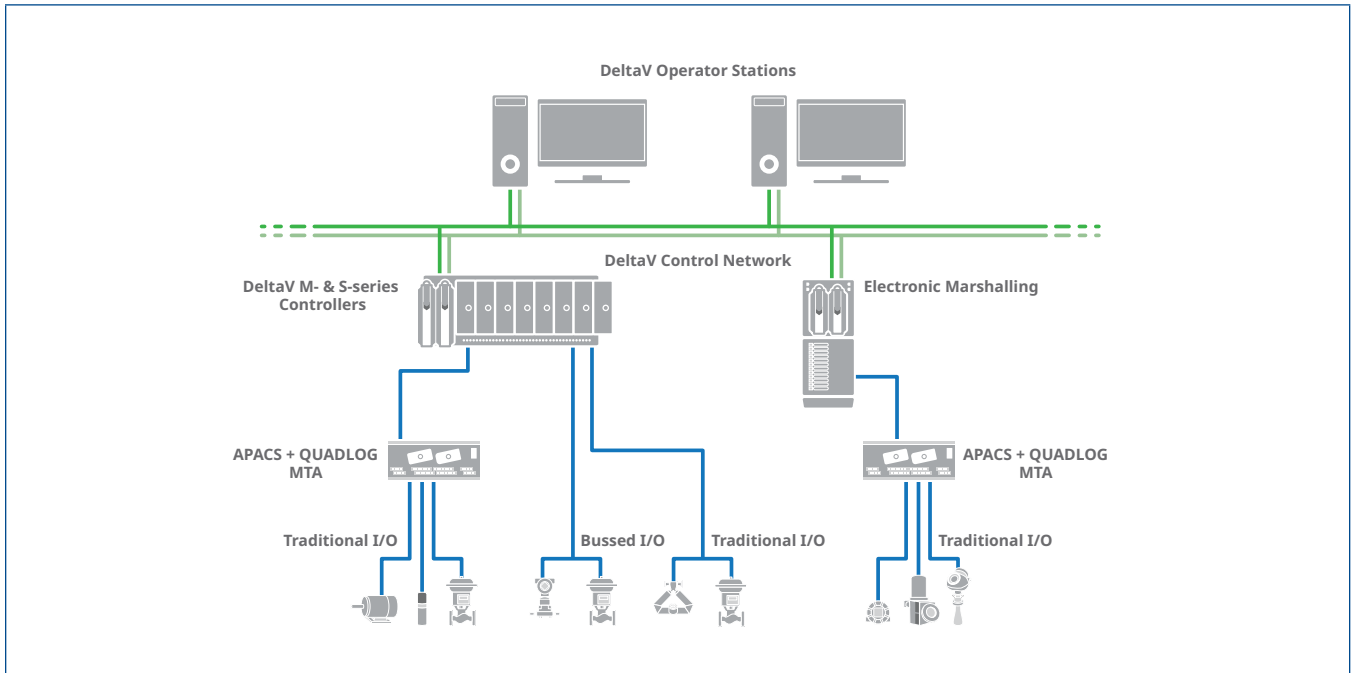 DeltaV Operator Stations
DeltaV Control Network
DeltaV M- & S-series
Controllers
Electronic Marshalling
APACS + QUADLOG
MTA
APACS + QUADLOG
MTA
Traditional I/O
Bussed I/O
Traditional I/O
Traditional I/O